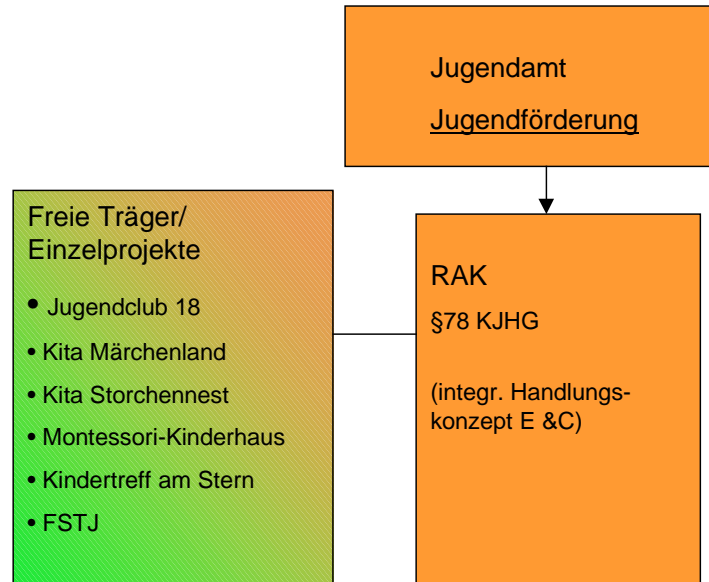 Jugendamt
Jugendförderung
Freie Träger/
Einzelprojekte
• Jugendclub 18
• Kita Märchenland
• Kita Storchennest
• Montessori-Kinderhaus
• Kindertreff am Stern
• FSTJ
RAK
§78 KJHG
(integr. Handlungs-
konzept E &C)